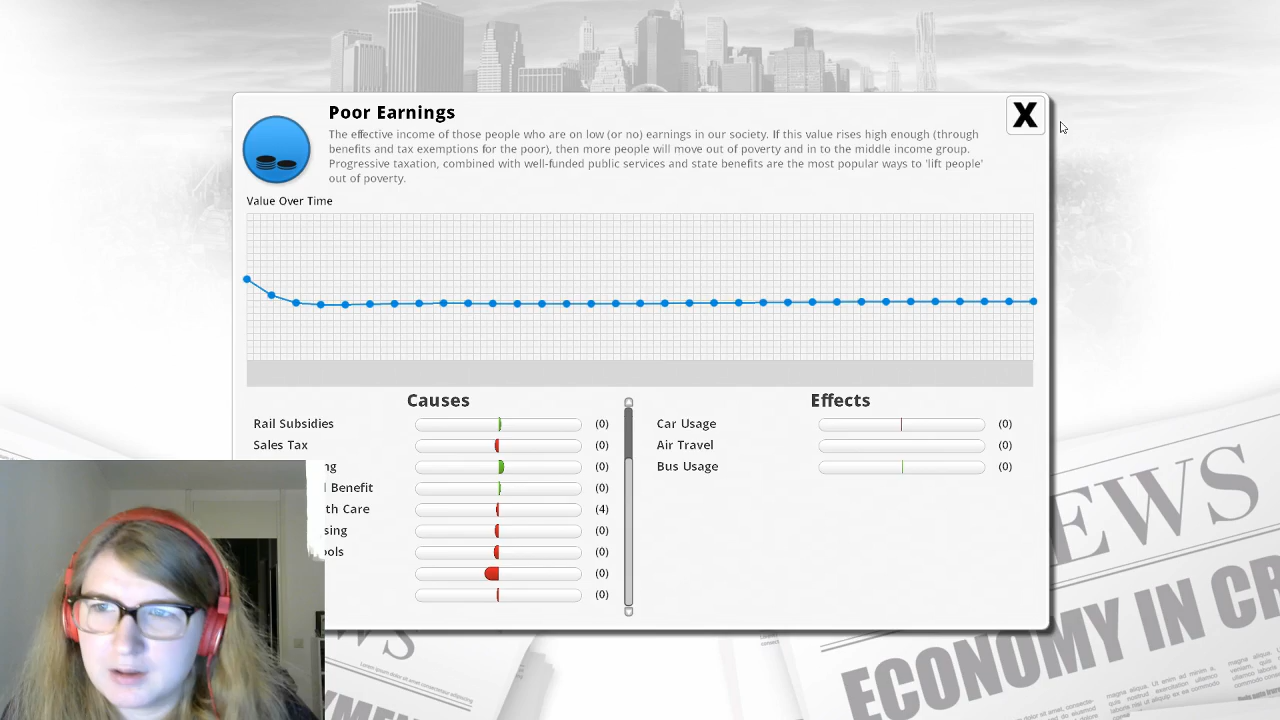 Poor Earnings
X
The effective income of those people who are on low (or no) earnings in our society. If this value rises high enough (through
benefits and tax exemptions for the poor), then more people will move out of poverty and in to the middle income group.
Progressive taxation, combined with well-funded public services and state benefits are the most popular ways to 'lift people'
out of poverty.
Value Over Time
Causes
Effects
Rail Subsidies (0)
Car Usage (0)
Sales Tax (0)
Air Travel (0)
ng (0)
Bus Usage (0)
Benefit (0)
th Care (4)
sing (0)
ools (0)
(0)
(0)
EWS
ECONOMY IN CR
WS